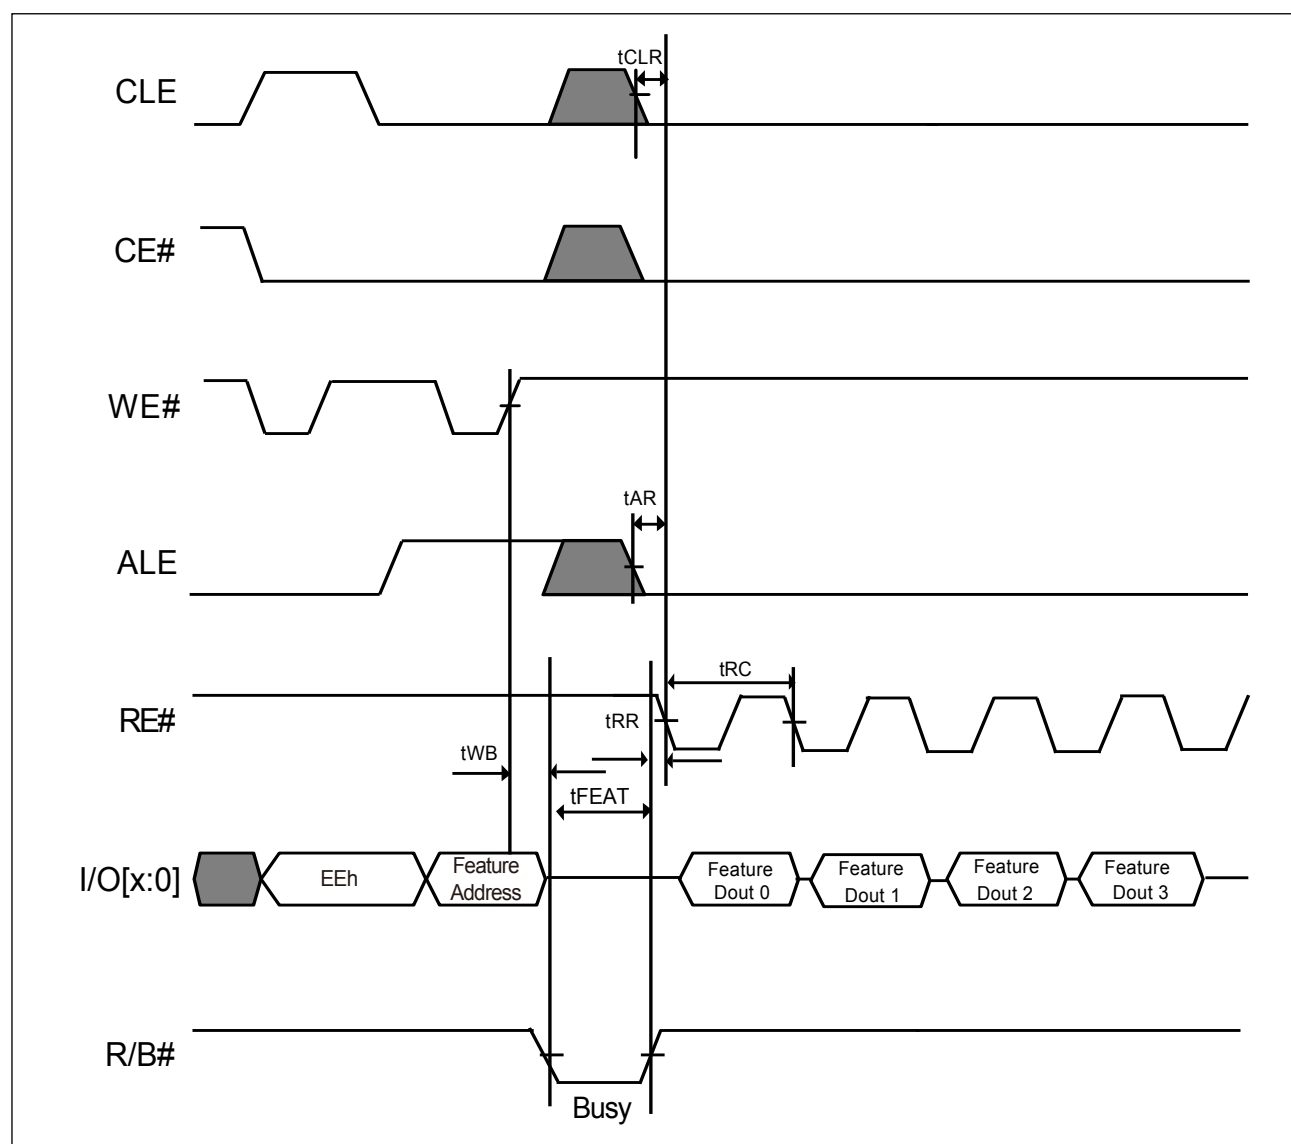 tCLR
CLE
CE#
WE#
tAR
ALE
tRC
RE#
tRR
tWB
tFEAT
I/O[x:0]
EEh
Feature
Address
Feature
Dout 0
Feature
Dout 1
Feature
Dout 2
Feature
Dout 3
R/B#
Busy